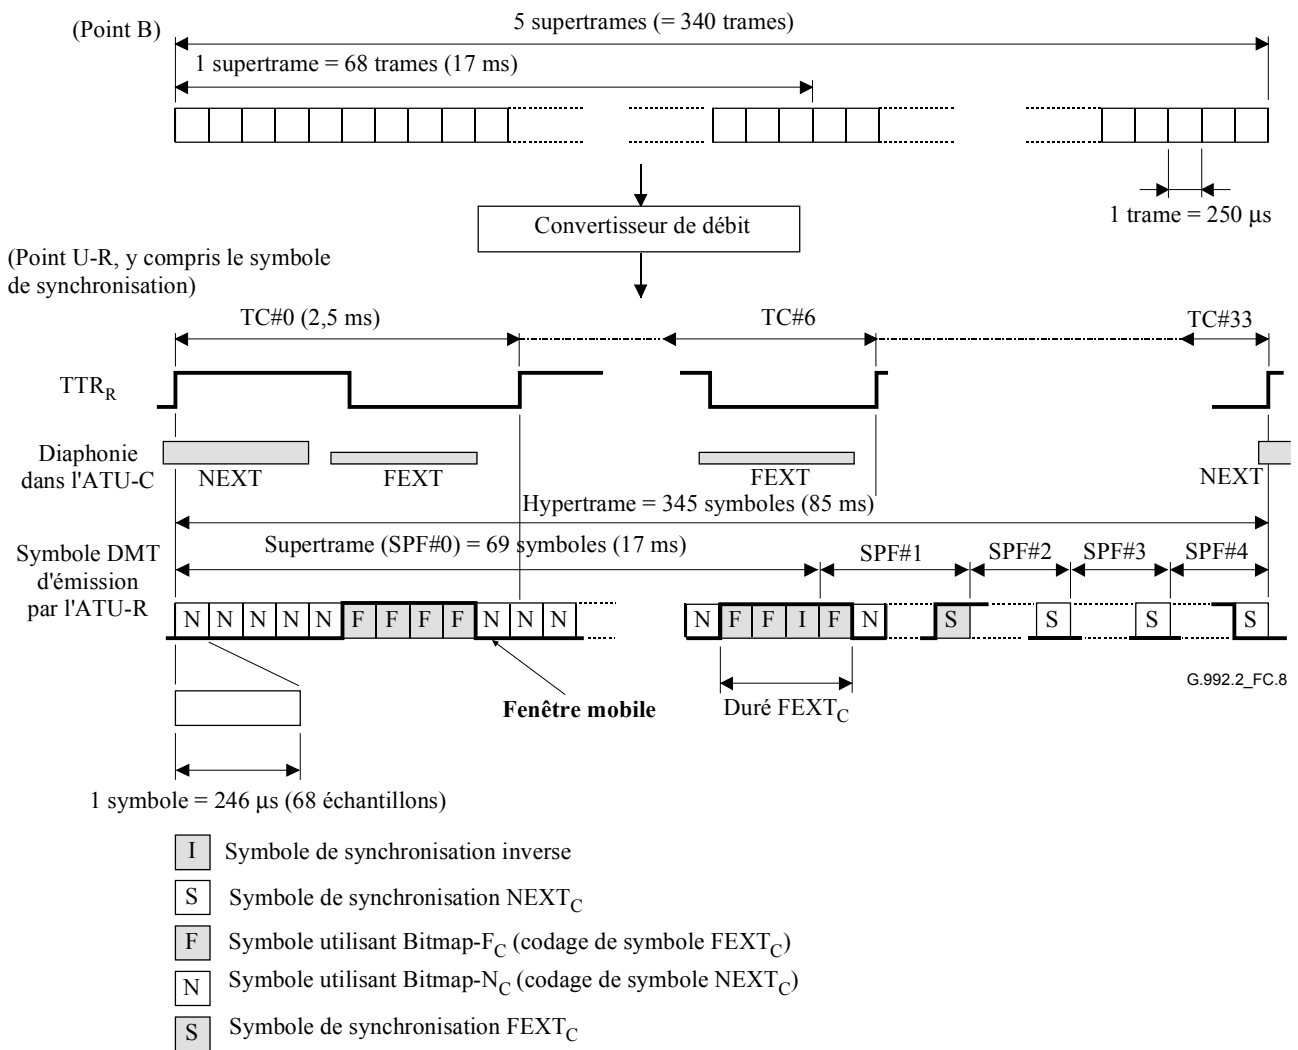 (Point B)
5 supertrames (= 340 trames)
1 supertrame = 68 trames (17 ms)
1 trame = 250 µs
Convertisseur de débit
(Point U-R, y compris le symbole
de synchronisation)
TC#0 (2,5 ms)
TC#6
TC#33
TTR_R
Diaphonie
dans l'ATU-C
NEXT
FEXT
FEXT
NEXT
Hypertrame = 345 symboles (85 ms)
Symbole DMT
d'émission
par l'ATU-R
Supertrame (SPF#0) = 69 symboles (17 ms)
SPF#1
SPF#2
SPF#3
SPF#4
N N N N N F F F F N N N
N F F I F N
S
S
S
S
Fenêtre mobile
Duré FEXT_C
G.992.2_FC.8
1 symbole = 246 µs (68 échantillons)
I Symbole de synchronisation inverse
S Symbole de synchronisation NEXT_C
F Symbole utilisant Bitmap-F_C (codage de symbole FEXT_C)
N Symbole utilisant Bitmap-N_C (codage de symbole NEXT_C)
S Symbole de synchronisation FEXT_C